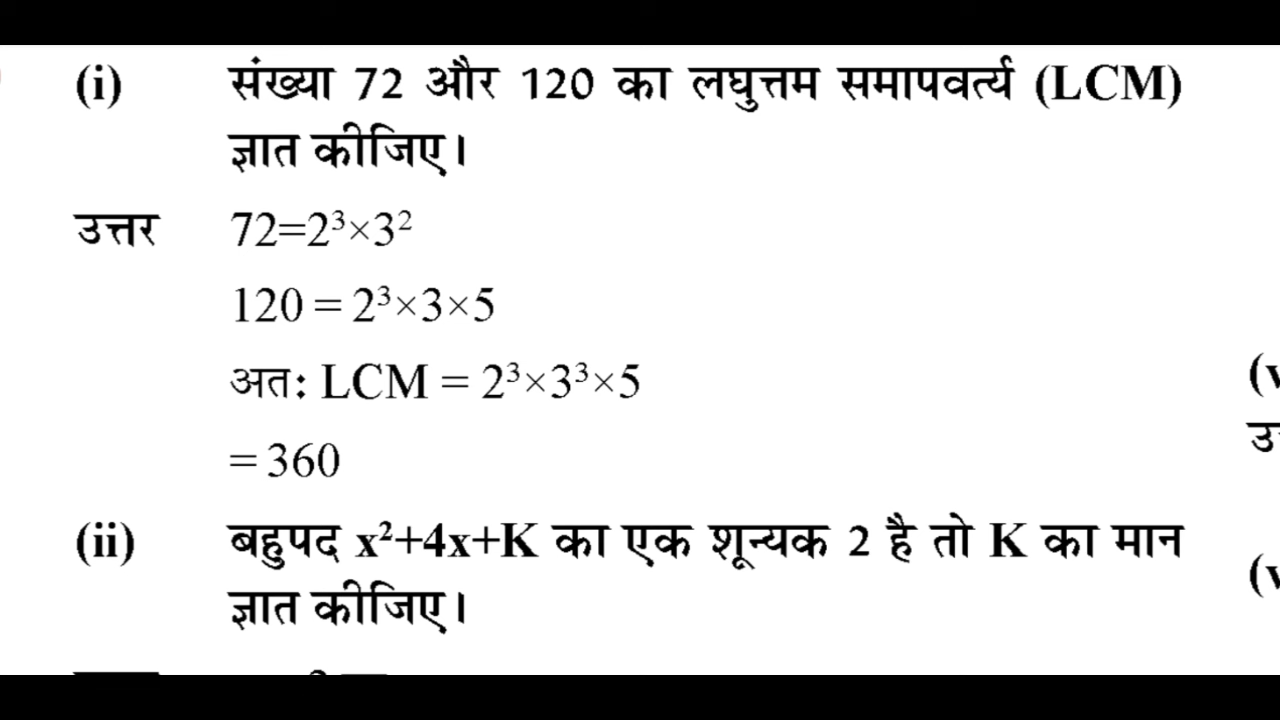 (i) संख्या 72 और 120 का लघुत्तम समापवर्त्य (LCM)
ज्ञात कीजिए।
उत्तर 72=2³×3²
120 = 2³×3×5
अतः LCM = 2³×3³×5
= 360
(ii) बहुपद x²+4x+K का एक शून्यक 2 है तो K का मान
ज्ञात कीजिए।